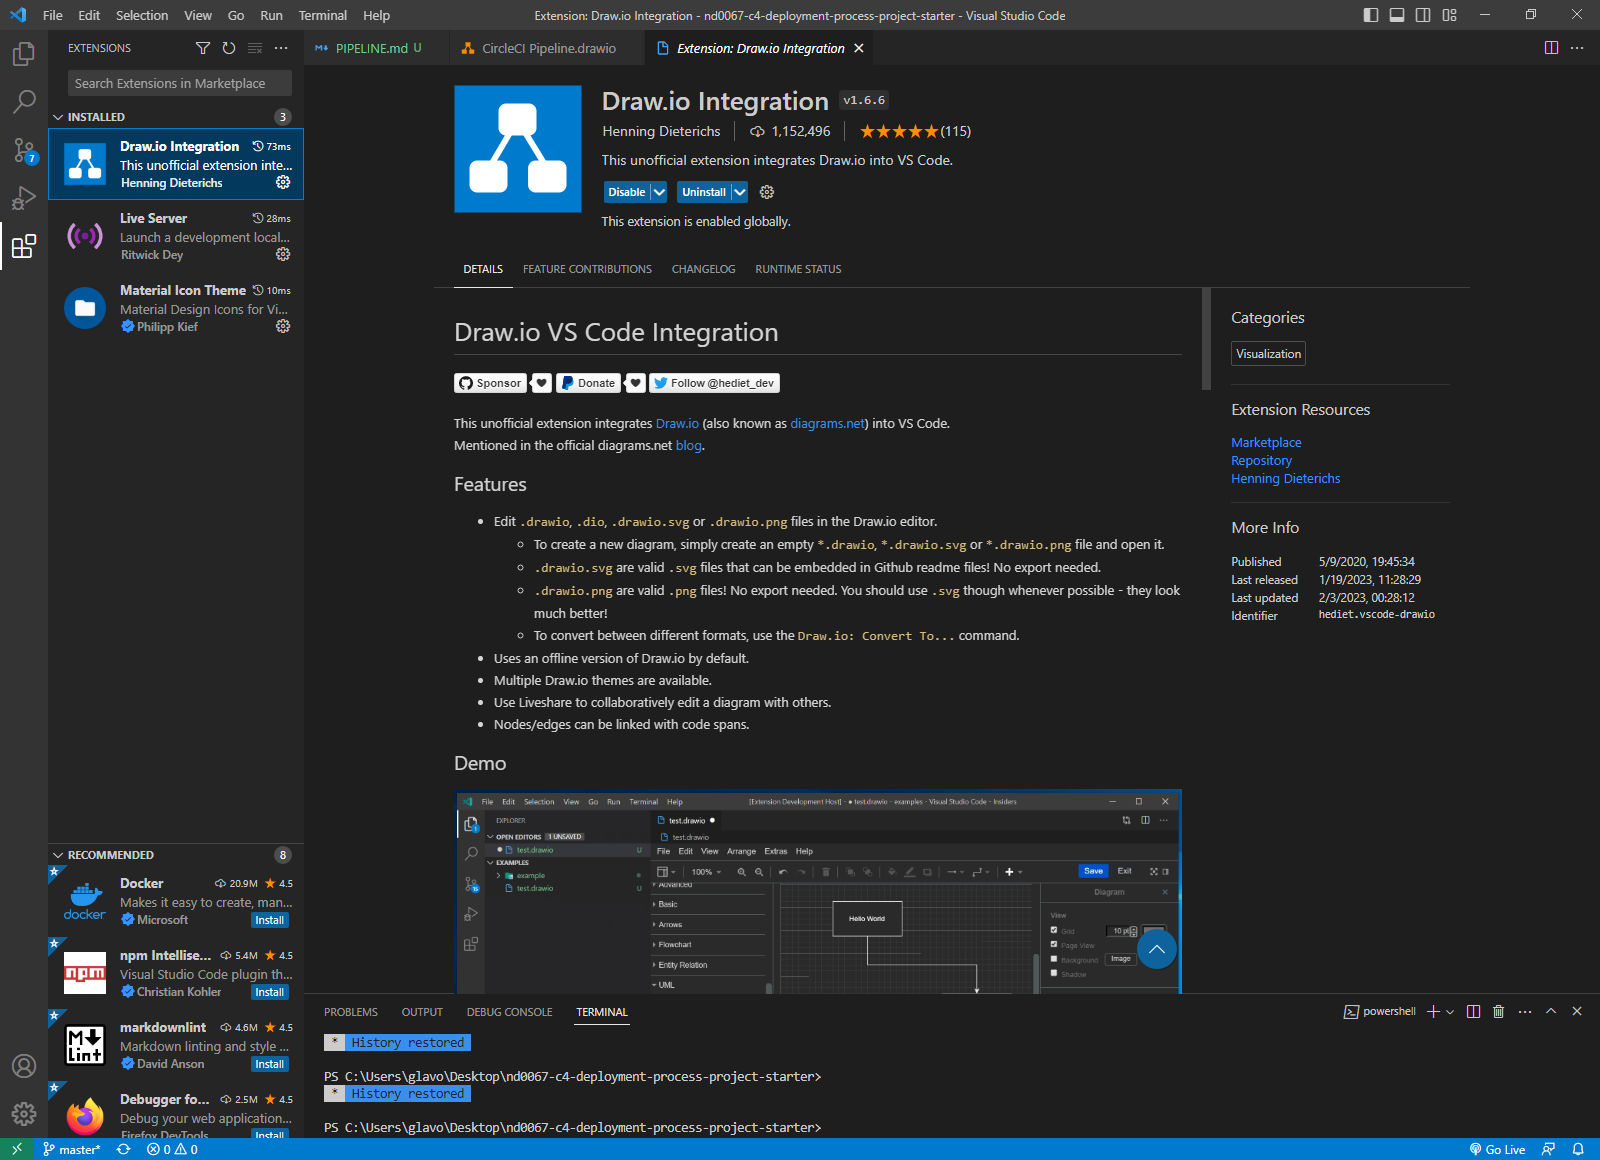 File Edit Selection View Go Run Terminal Help
Extension: Draw.io Integration - nd0067-c4-deployment-process-project-starter - Visual Studio Code
EXTENSIONS
Search Extensions in Marketplace
INSTALLED 3
Draw.io Integration 73ms
This unofficial extension inte...
Henning Dieterichs
Live Server 28ms
Launch a development local...
Ritwick Dey
Material Icon Theme 10ms
Material Design Icons for Vi...
Philipp Kief
RECOMMENDED 8
Docker 20.9M 4.5
Makes it easy to create, man...
Microsoft Install
docker
npm Intellise... 5.4M 4.5
Visual Studio Code plugin th...
Christian Kohler Install
npm
markdownlint 4.6M 4.5
Markdown linting and style ...
David Anson Install
M Lint
Debugger fo... 2.5M 4.5
Debug your web application...
Firefox DevTools Install
7
PIPELINE.md U
CircleCI Pipeline.drawio
Extension: Draw.io Integration
Draw.io Integration v1.6.6
Henning Dieterichs 1,152,496 (115)
This unofficial extension integrates Draw.io into VS Code.
Disable Uninstall
This extension is enabled globally.
DETAILS FEATURE CONTRIBUTIONS CHANGELOG RUNTIME STATUS
Draw.io VS Code Integration
Sponsor Donate Follow @hediet_dev
This unofficial extension integrates Draw.io (also known as diagrams.net) into VS Code.
Mentioned in the official diagrams.net blog.
Features
• Edit .drawio, .dio, .drawio.svg or .drawio.png files in the Draw.io editor.
◦ To create a new diagram, simply create an empty *.drawio, *.drawio.svg or *.drawio.png file and open it.
◦ .drawio.svg are valid .svg files that can be embedded in Github readme files! No export needed.
◦ .drawio.png are valid .png files! No export needed. You should use .svg though whenever possible - they look
much better!
◦ To convert between different formats, use the Draw.io: Convert To... command.
• Uses an offline version of Draw.io by default.
• Multiple Draw.io themes are available.
• Use Liveshare to collaboratively edit a diagram with others.
• Nodes/edges can be linked with code spans.
Demo
File Edit Selection View Go Run Terminal Help
[Extension Development Host] - ● test.drawio - examples - Visual Studio Code - Insiders
EXPLORER
OPEN EDITORS 1 UNSAVED
test.drawio U
EXAMPLES
example
test.drawio U
test.drawio
test.drawio
File Edit View Arrange Extras Help
100% Save Exit
Advanced
Basic
Arrows
Flowchart
Entity Relation
UML
Hello World
Diagram
View
Grid 10 pt
Page View
Background Image
Shadow
Categories
Visualization
Extension Resources
Marketplace
Repository
Henning Dieterichs
More Info
Published 5/9/2020, 19:45:34
Last released 1/19/2023, 11:28:29
Last updated 2/3/2023, 00:28:12
Identifier hediet.vscode-drawio
PROBLEMS OUTPUT DEBUG CONSOLE TERMINAL powershell
* History restored
PS C:\Users\glavo\Desktop\nd0067-c4-deployment-process-project-starter>
* History restored
PS C:\Users\glavo\Desktop\nd0067-c4-deployment-process-project-starter>
master* 0 0 Go Live